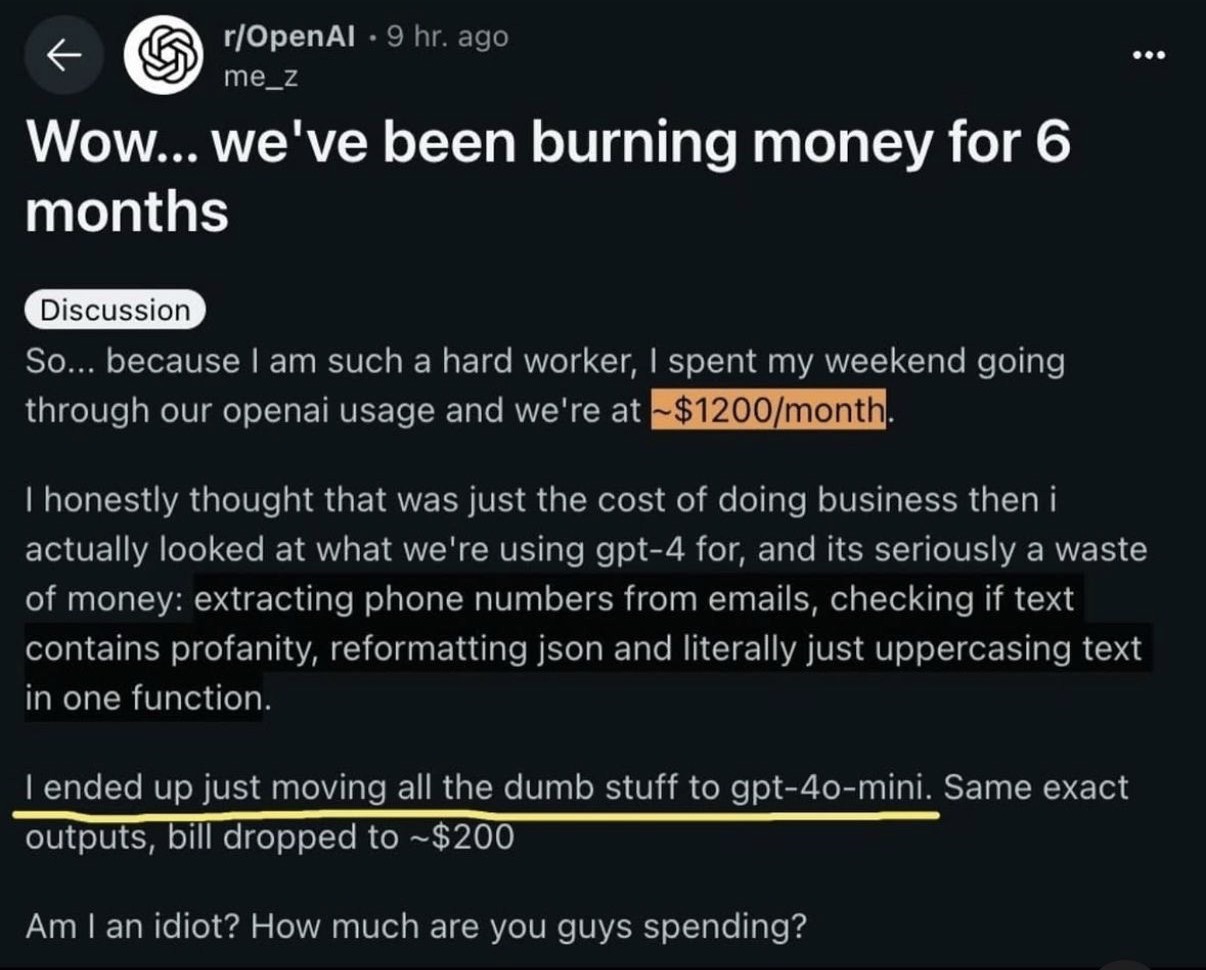 r/OpenAI • 9 hr. ago
me_z
Wow... we've been burning money for 6
months
Discussion
So... because I am such a hard worker, I spent my weekend going
through our openai usage and we're at ~$1200/month.
I honestly thought that was just the cost of doing business then i
actually looked at what we're using gpt-4 for, and its seriously a waste
of money: extracting phone numbers from emails, checking if text
contains profanity, reformatting json and literally just uppercasing text
in one function.
I ended up just moving all the dumb stuff to gpt-4o-mini. Same exact
outputs, bill dropped to ~$200
Am I an idiot? How much are you guys spending?